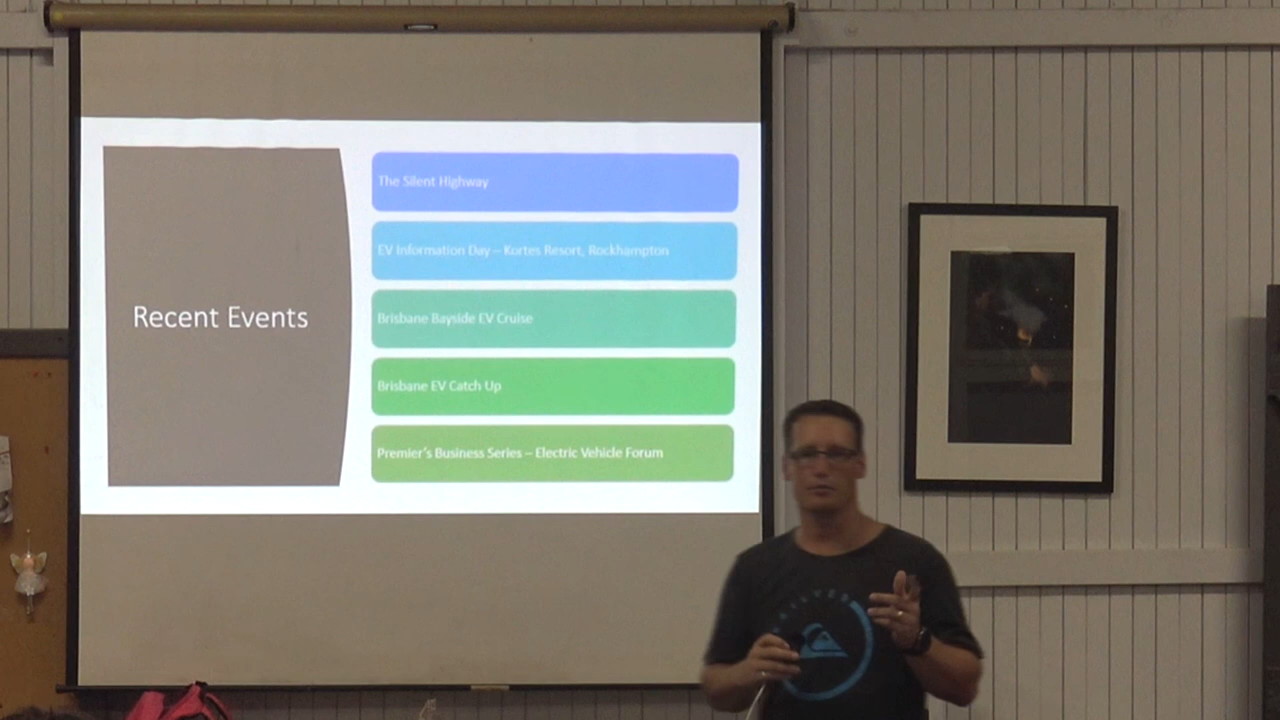 Recent Events
The Silent Highway
EV Information Day – Kortes Resort, Rockhampton
Brisbane Bayside EV Cruise
Brisbane EV Catch Up
Premier's Business Series – Electric Vehicle Forum